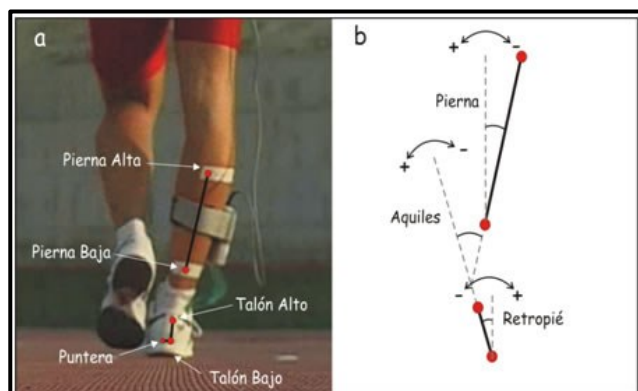 a
Pierna Alta
Pierna Baja
Talón Alto
Puntera
Talón Bajo
b
+ -
Pierna
+ -
Aquiles
- +
Retropié